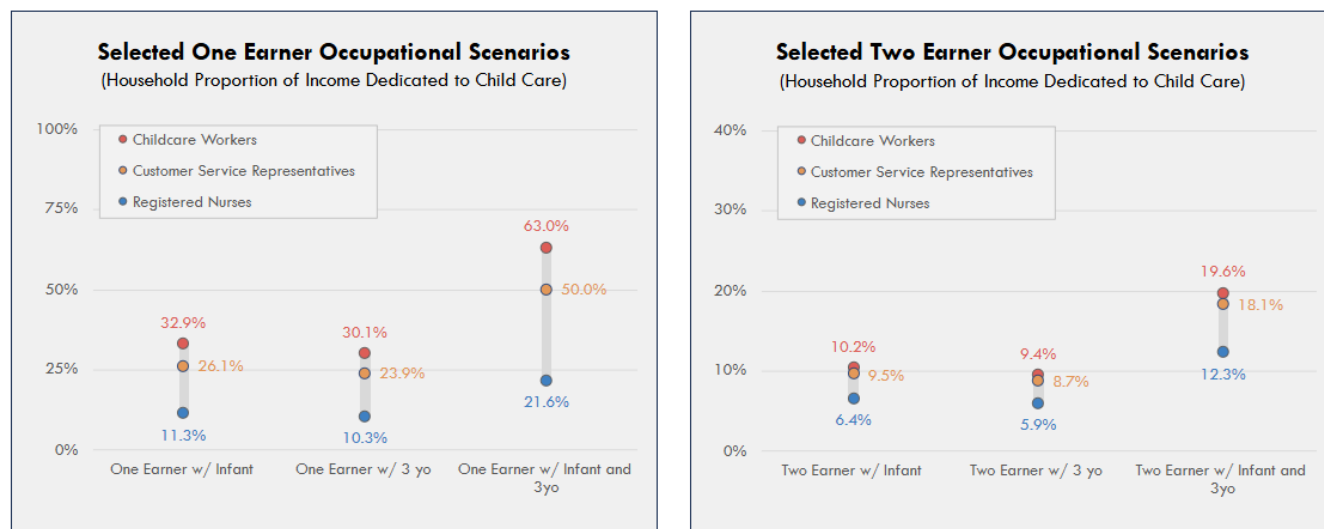 Selected One Earner Occupational Scenarios
(Household Proportion of Income Dedicated to Child Care)
100%
75%
50%
25%
0%
Childcare Workers
Customer Service Representatives
Registered Nurses
32.9%
26.1%
11.3%
30.1%
23.9%
10.3%
63.0%
50.0%
21.6%
One Earner w/ Infant
One Earner w/ 3 yo
One Earner w/ Infant and
3yo
Selected Two Earner Occupational Scenarios
(Household Proportion of Income Dedicated to Child Care)
40%
30%
20%
10%
0%
Childcare Workers
Customer Service Representatives
Registered Nurses
10.2%
9.5%
6.4%
9.4%
8.7%
5.9%
19.6%
18.1%
12.3%
Two Earner w/ Infant
Two Earner w/ 3 yo
Two Earner w/ Infant and
3yo